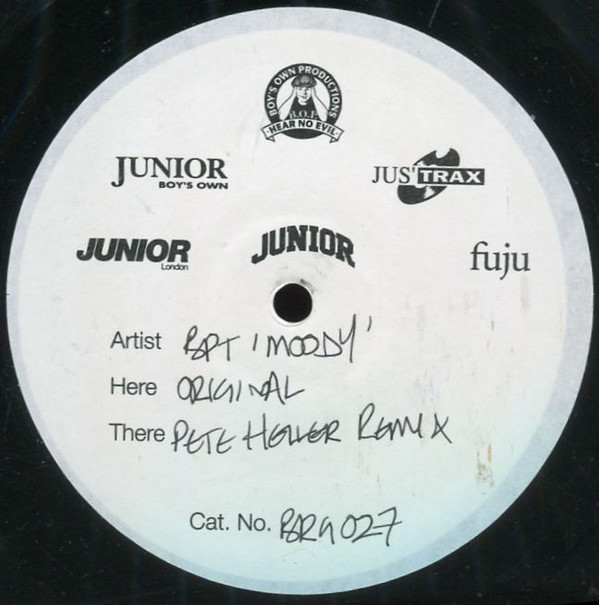 BOY'S OWN PRODUCTIONS
B.O.P.
HEAR NO EVIL
JUNIOR
BOY'S OWN
JUS' TRAX
JUNIOR
London
JUNIOR
fuju
Artist BPT 'MOODY'
Here ORIGINAL
There PETE HELLER REMIX
Cat. No. BRG027